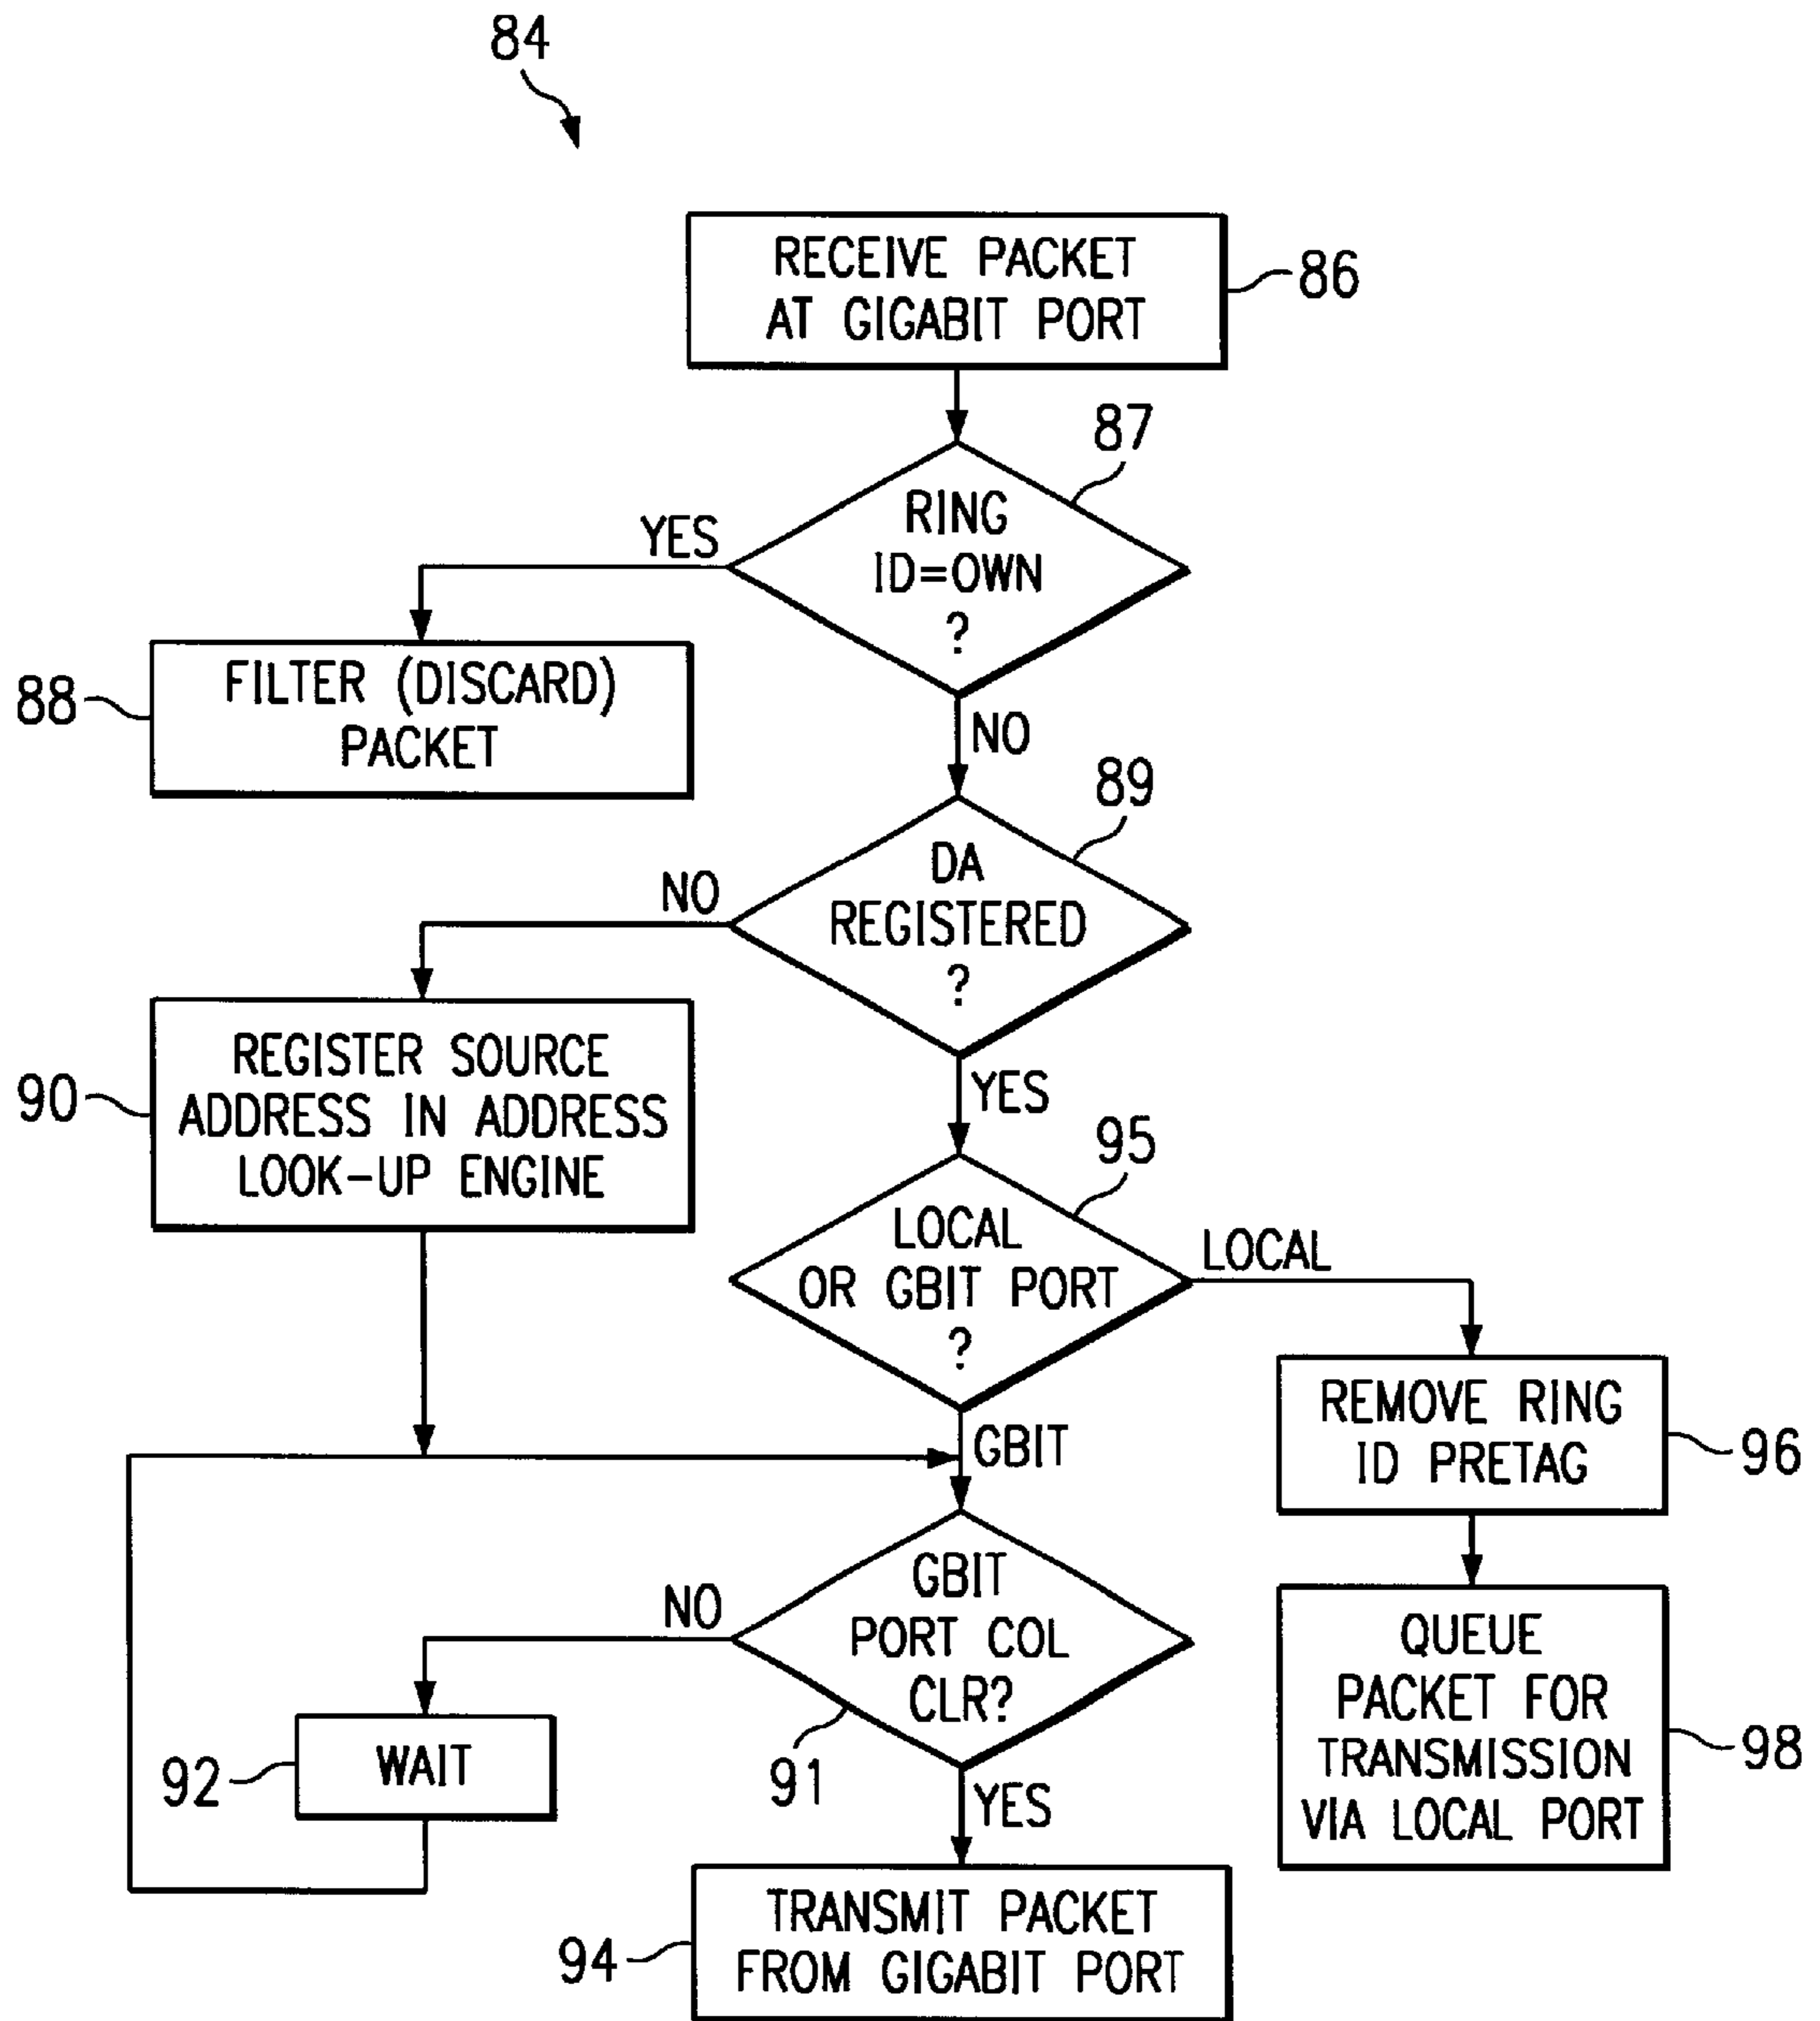 84
RECEIVE PACKET
AT GIGABIT PORT
86
87
RING
ID=OWN
?
YES
FILTER (DISCARD)
PACKET
88
NO
89
DA
REGISTERED
?
NO
REGISTER SOURCE
ADDRESS IN ADDRESS
LOOK-UP ENGINE
90
YES
95
LOCAL
OR GBIT PORT
?
LOCAL
REMOVE RING
ID PRETAG
96
GBIT
GBIT
PORT COL
CLR?
91
NO
WAIT
92
QUEUE
PACKET FOR
TRANSMISSION
VIA LOCAL PORT
98
YES
TRANSMIT PACKET
FROM GIGABIT PORT
94